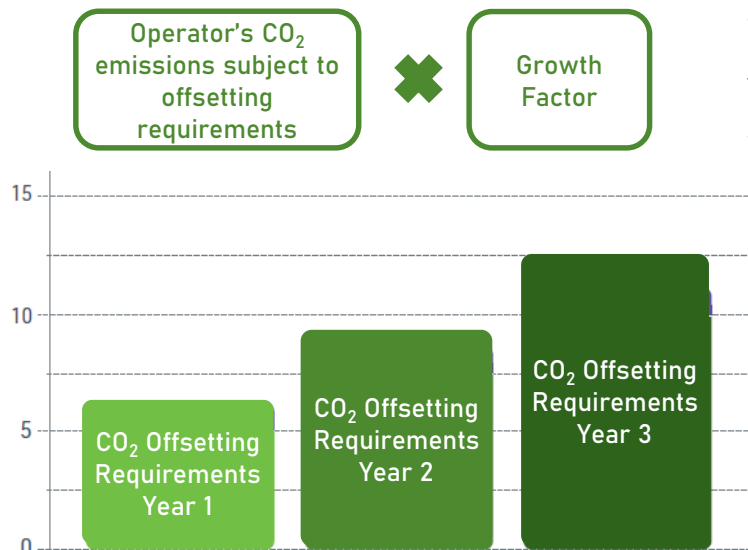 Operator's CO₂
emissions subject to
offsetting
requirements
Growth
Factor
15
10
5
0
CO₂ Offsetting
Requirements
Year 1
CO₂ Offsetting
Requirements
Year 2
CO₂ Offsetting
Requirements
Year 3